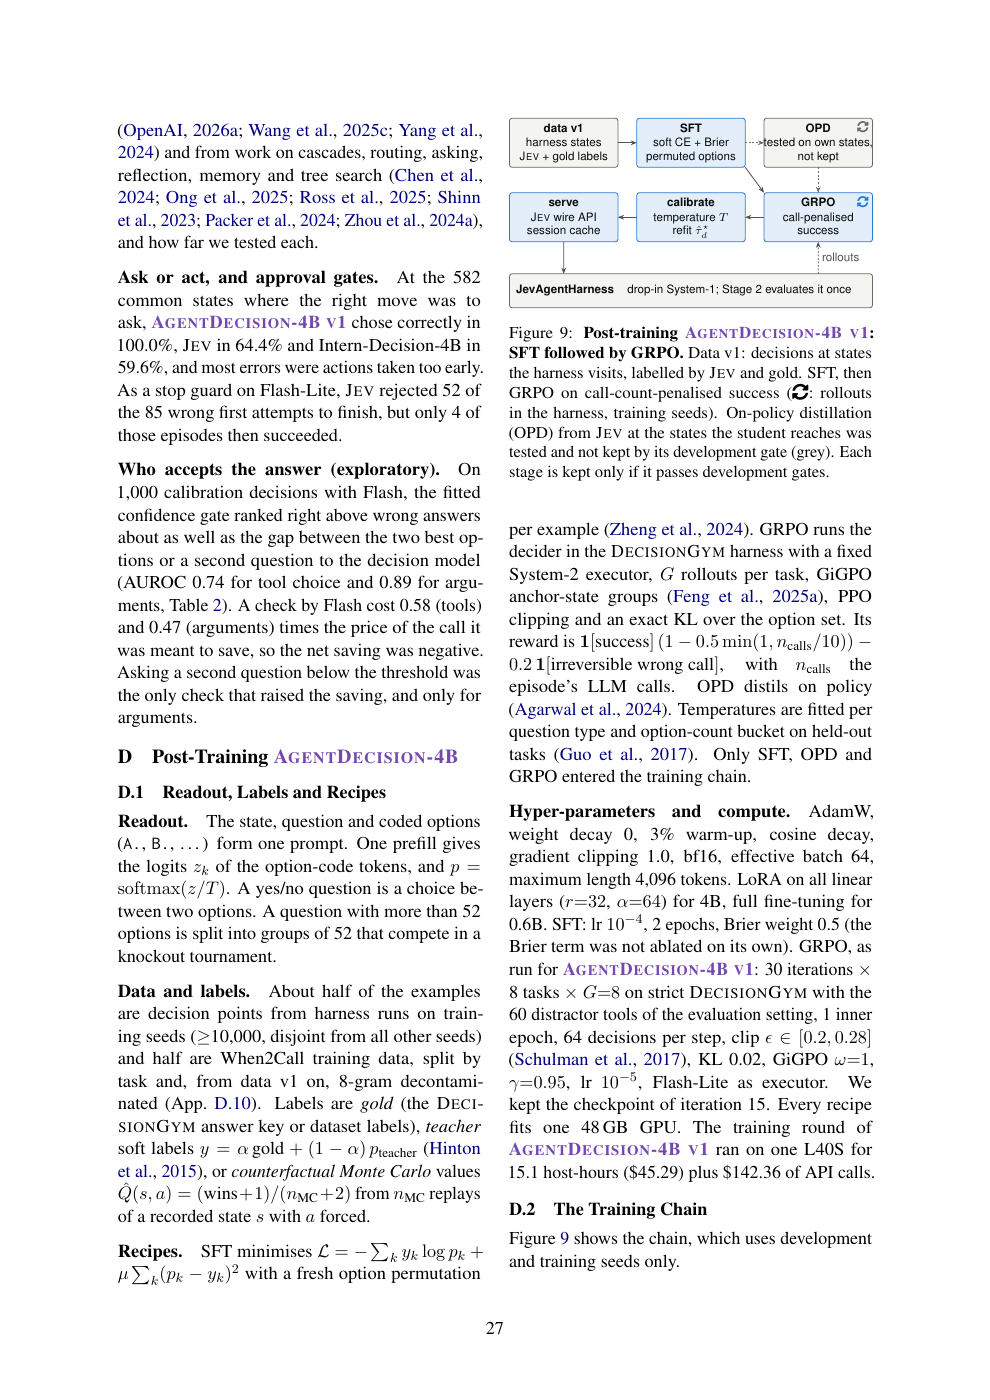 (OpenAI, 2026a; Wang et al., 2025c; Yang et al.,
2024) and from work on cascades, routing, asking,
reflection, memory and tree search (Chen et al.,
2024; Ong et al., 2025; Ross et al., 2025; Shinn
et al., 2023; Packer et al., 2024; Zhou et al., 2024a),
and how far we tested each.
Ask or act, and approval gates. At the 582
common states where the right move was to
ask, AGENTDECISION-4B V1 chose correctly in
100.0%, JEV in 64.4% and Intern-Decision-4B in
59.6%, and most errors were actions taken too early.
As a stop guard on Flash-Lite, JEV rejected 52 of
the 85 wrong first attempts to finish, but only 4 of
those episodes then succeeded.
Who accepts the answer (exploratory). On
1,000 calibration decisions with Flash, the fitted
confidence gate ranked right above wrong answers
about as well as the gap between the two best op-
tions or a second question to the decision model
(AUROC 0.74 for tool choice and 0.89 for argu-
ments, Table 2). A check by Flash cost 0.58 (tools)
and 0.47 (arguments) times the price of the call it
was meant to save, so the net saving was negative.
Asking a second question below the threshold was
the only check that raised the saving, and only for
arguments.
D Post-Training AGENTDECISION-4B
D.1 Readout, Labels and Recipes
Readout. The state, question and coded options
(A., B., ...) form one prompt. One prefill gives
the logits z_k of the option-code tokens, and p =
softmax(z/T). A yes/no question is a choice be-
tween two options. A question with more than 52
options is split into groups of 52 that compete in a
knockout tournament.
Data and labels. About half of the examples
are decision points from harness runs on train-
ing seeds (≥10,000, disjoint from all other seeds)
and half are When2Call training data, split by
task and, from data v1 on, 8-gram decontami-
nated (App. D.10). Labels are gold (the DECI-
SIONGYM answer key or dataset labels), teacher
soft labels y = α gold + (1 − α) p_teacher (Hinton
et al., 2015), or counterfactual Monte Carlo values
Q̂(s, a) = (wins+1)/(n_MC+2) from n_MC replays
of a recorded state s with a forced.
Recipes. SFT minimises ℒ = −∑_k y_k log p_k +
μ ∑_k(p_k − y_k)² with a fresh option permutation
data v1
harness states
JEV + gold labels
SFT
soft CE + Brier
permuted options
OPD
tested on own states,
not kept
serve
JEV wire API
session cache
calibrate
temperature T
refit τ̂*_d
GRPO
call-penalised
success
rollouts
JevAgentHarness drop-in System-1; Stage 2 evaluates it once
Figure 9: Post-training AGENTDECISION-4B V1:
SFT followed by GRPO. Data v1: decisions at states
the harness visits, labelled by JEV and gold. SFT, then
GRPO on call-count-penalised success (: rollouts
in the harness, training seeds). On-policy distillation
(OPD) from JEV at the states the student reaches was
tested and not kept by its development gate (grey). Each
stage is kept only if it passes development gates.
per example (Zheng et al., 2024). GRPO runs the
decider in the DECISIONGYM harness with a fixed
System-2 executor, G rollouts per task, GiGPO
anchor-state groups (Feng et al., 2025a), PPO
clipping and an exact KL over the option set. Its
reward is 1[success] (1 − 0.5 min(1, n_calls/10)) −
0.2 1[irreversible wrong call], with n_calls the
episode's LLM calls. OPD distils on policy
(Agarwal et al., 2024). Temperatures are fitted per
question type and option-count bucket on held-out
tasks (Guo et al., 2017). Only SFT, OPD and
GRPO entered the training chain.
Hyper-parameters and compute. AdamW,
weight decay 0, 3% warm-up, cosine decay,
gradient clipping 1.0, bf16, effective batch 64,
maximum length 4,096 tokens. LoRA on all linear
layers (r=32, α=64) for 4B, full fine-tuning for
0.6B. SFT: lr 10⁻⁴, 2 epochs, Brier weight 0.5 (the
Brier term was not ablated on its own). GRPO, as
run for AGENTDECISION-4B V1: 30 iterations ×
8 tasks × G=8 on strict DECISIONGYM with the
60 distractor tools of the evaluation setting, 1 inner
epoch, 64 decisions per step, clip ϵ ∈ [0.2, 0.28]
(Schulman et al., 2017), KL 0.02, GiGPO ω=1,
γ=0.95, lr 10⁻⁵, Flash-Lite as executor. We
kept the checkpoint of iteration 15. Every recipe
fits one 48 GB GPU. The training round of
AGENTDECISION-4B V1 ran on one L40S for
15.1 host-hours ($45.29) plus $142.36 of API calls.
D.2 The Training Chain
Figure 9 shows the chain, which uses development
and training seeds only.
27